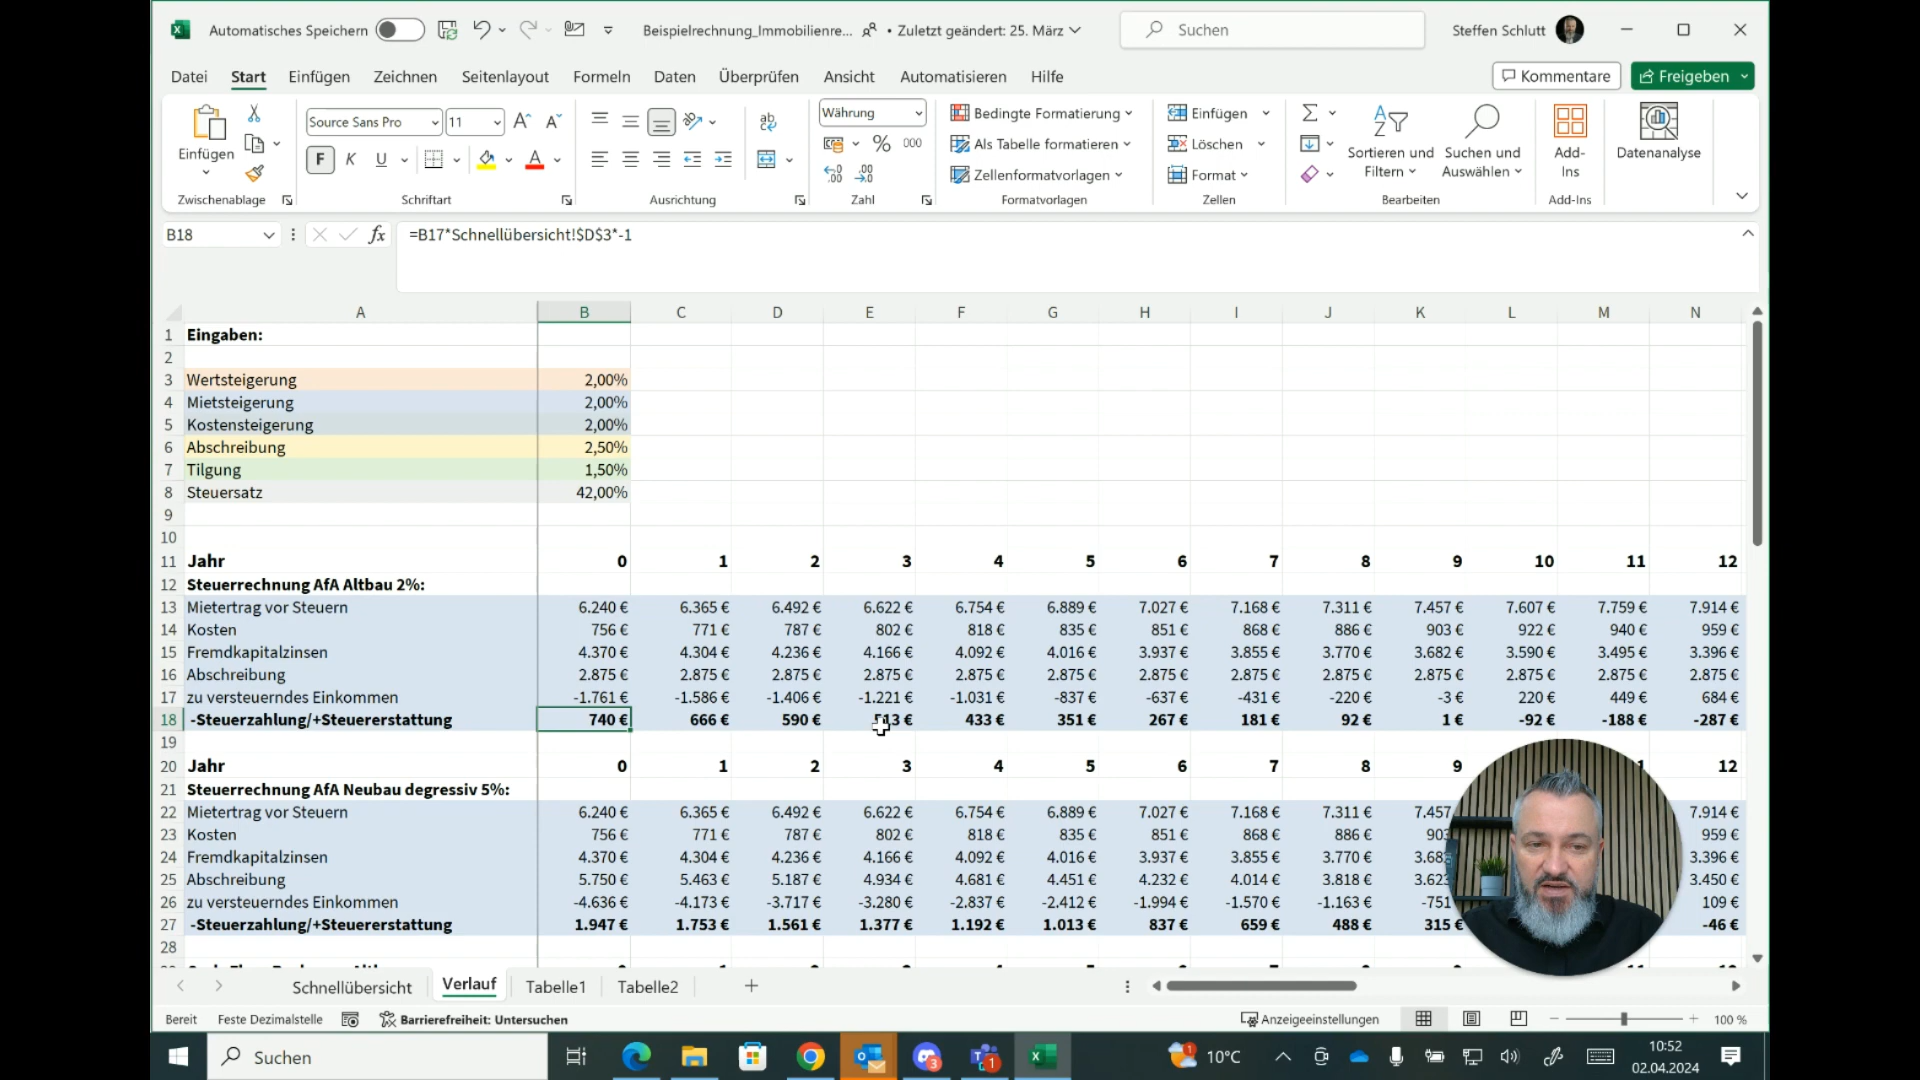 Automatisches Speichern
Beispielrechnung_Immobilienre... • Zuletzt geändert: 25. März
Suchen
Steffen Schlutt
Datei Start Einfügen Zeichnen Seitenlayout Formeln Daten Überprüfen Ansicht Automatisieren Hilfe
Kommentare
Freigeben
Einfügen
Zwischenablage
Source Sans Pro 11
F K U
Schriftart
Ausrichtung
Währung
% 000
Zahl
Bedingte Formatierung
Als Tabelle formatieren
Zellenformatvorlagen
Formatvorlagen
Einfügen
Löschen
Format
Zellen
Sortieren und Filtern
Suchen und Auswählen
Bearbeiten
Add-Ins
Add-Ins
Datenanalyse
B18 fx =B17*Schnellübersicht!$D$3*-1
A B C D E F G H I J K L M N
1 Eingaben:
2
3 Wertsteigerung 2,00%
4 Mietsteigerung 2,00%
5 Kostensteigerung 2,00%
6 Abschreibung 2,50%
7 Tilgung 1,50%
8 Steuersatz 42,00%
9
10
11 Jahr 0 1 2 3 4 5 6 7 8 9 10 11 12
12 Steuerrechnung AfA Altbau 2%:
13 Mietertrag vor Steuern 6.240 € 6.365 € 6.492 € 6.622 € 6.754 € 6.889 € 7.027 € 7.168 € 7.311 € 7.457 € 7.607 € 7.759 € 7.914 €
14 Kosten 756 € 771 € 787 € 802 € 818 € 835 € 851 € 868 € 886 € 903 € 922 € 940 € 959 €
15 Fremdkapitalzinsen 4.370 € 4.304 € 4.236 € 4.166 € 4.092 € 4.016 € 3.937 € 3.855 € 3.770 € 3.682 € 3.590 € 3.495 € 3.396 €
16 Abschreibung 2.875 € 2.875 € 2.875 € 2.875 € 2.875 € 2.875 € 2.875 € 2.875 € 2.875 € 2.875 € 2.875 € 2.875 € 2.875 €
17 zu versteuerndes Einkommen -1.761 € -1.586 € -1.406 € -1.221 € -1.031 € -837 € -637 € -431 € -220 € -3 € 220 € 449 € 684 €
18 -Steuerzahlung/+Steuererstattung 740 € 666 € 590 € 433 € 351 € 267 € 181 € 92 € 1 € -92 € -188 € -287 €
19
20 Jahr 0 1 2 3 4 5 6 7 8 9 12
21 Steuerrechnung AfA Neubau degressiv 5%:
22 Mietertrag vor Steuern 6.240 € 6.365 € 6.492 € 6.622 € 6.754 € 6.889 € 7.027 € 7.168 € 7.311 € 7.457 7.914 €
23 Kosten 756 € 771 € 787 € 802 € 818 € 835 € 851 € 868 € 886 € 903 959 €
24 Fremdkapitalzinsen 4.370 € 4.304 € 4.236 € 4.166 € 4.092 € 4.016 € 3.937 € 3.855 € 3.770 € 3.682 3.396 €
25 Abschreibung 5.750 € 5.463 € 5.187 € 4.934 € 4.681 € 4.451 € 4.232 € 4.014 € 3.818 € 3.623 3.450 €
26 zu versteuerndes Einkommen -4.636 € -4.173 € -3.717 € -3.280 € -2.837 € -2.412 € -1.994 € -1.570 € -1.163 € -751 109 €
27 -Steuerzahlung/+Steuererstattung 1.947 € 1.753 € 1.561 € 1.377 € 1.192 € 1.013 € 837 € 659 € 488 € 315 € -46 €
28
Schnellübersicht Verlauf Tabelle1 Tabelle2
Bereit Feste Dezimalstelle Barrierefreiheit: Untersuchen Anzeigeeinstellungen 100 %
Suchen
10°C
10:52
02.04.2024